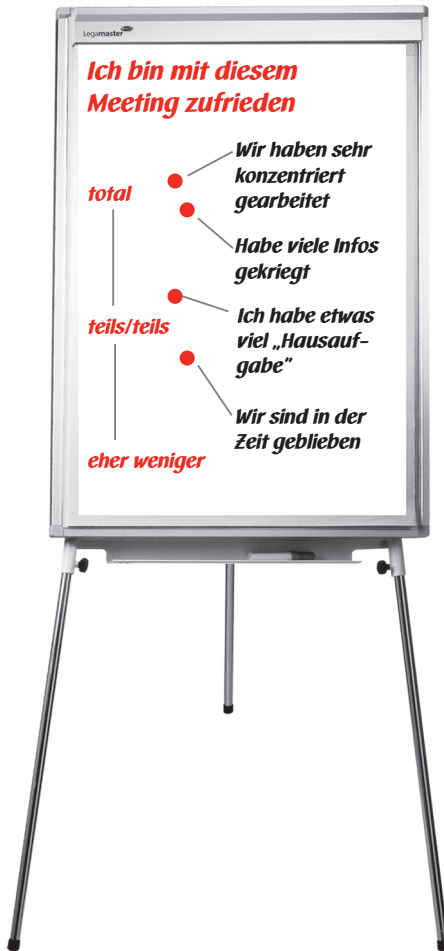 Legamaster
Ich bin mit diesem
Meeting zufrieden
Wir haben sehr
konzentriert
gearbeitet
total
Habe viele Infos
gekriegt
Ich habe etwas
viel „Hausauf-
gabe”
teils/teils
Wir sind in der
Zeit geblieben
eher weniger